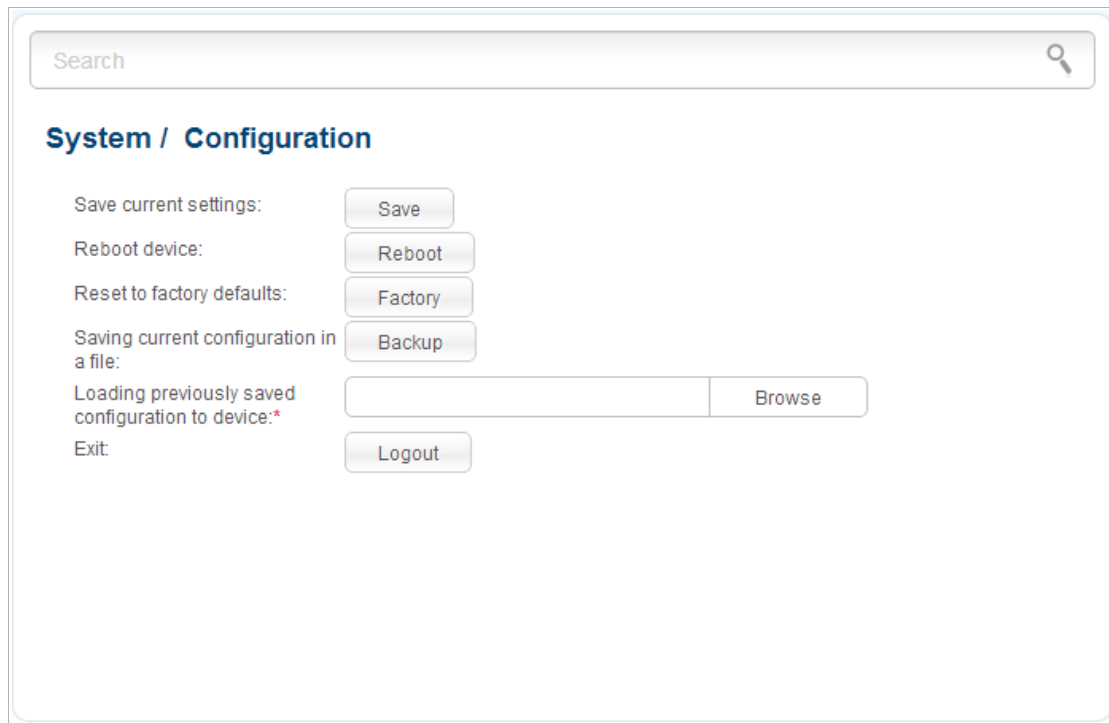 Search
System / Configuration
Save current settings: Save
Reboot device: Reboot
Reset to factory defaults: Factory
Saving current configuration in
a file: Backup
Loading previously saved
configuration to device:* Browse
Exit: Logout